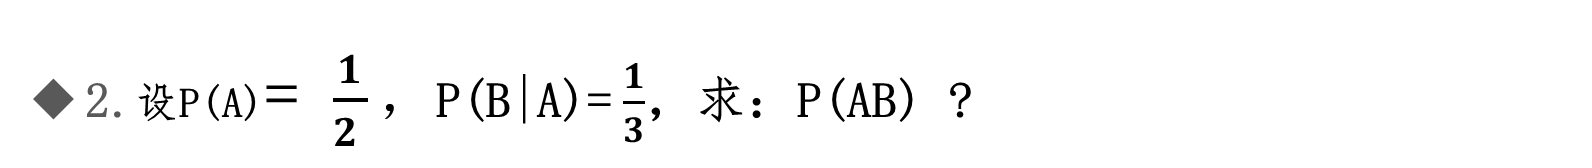 ◆2. 设P(A)= 1/2 , P(B|A)=1/3, 求：P(AB) ?